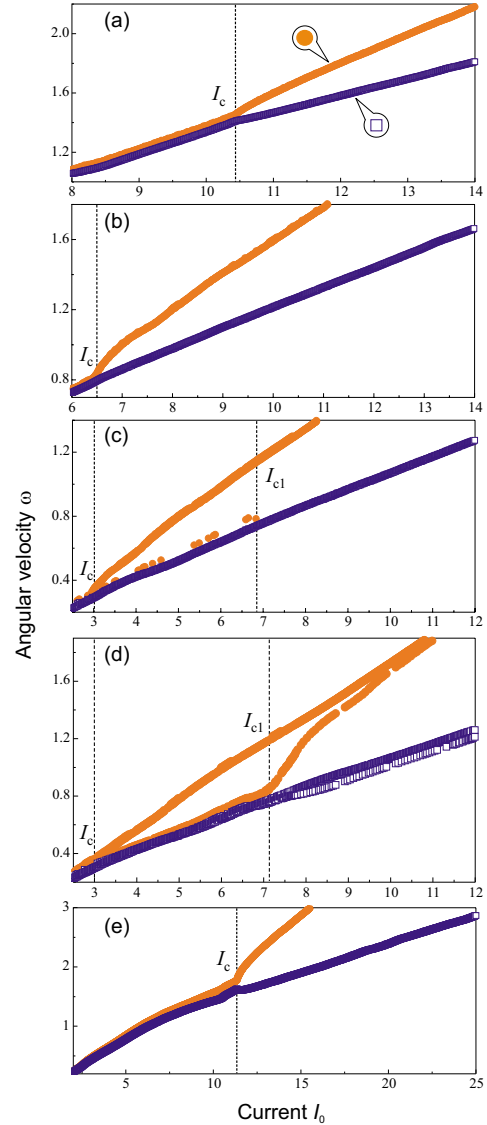 (a)
2.0
1.6
1.2
I_c
8 9 10 11 12 13 14
(b)
1.6
1.2
0.8
I_c
6 7 8 9 10 11 12 13 14
(c)
1.2
0.8
0.4
I_c
I_c1
3 4 5 6 7 8 9 10 11 12
Angular velocity ω
(d)
1.6
1.2
0.8
0.4
I_c
I_c1
3 4 5 6 7 8 9 10 11 12
(e)
3
2
1
I_c
5 10 15 20 25
Current I_0